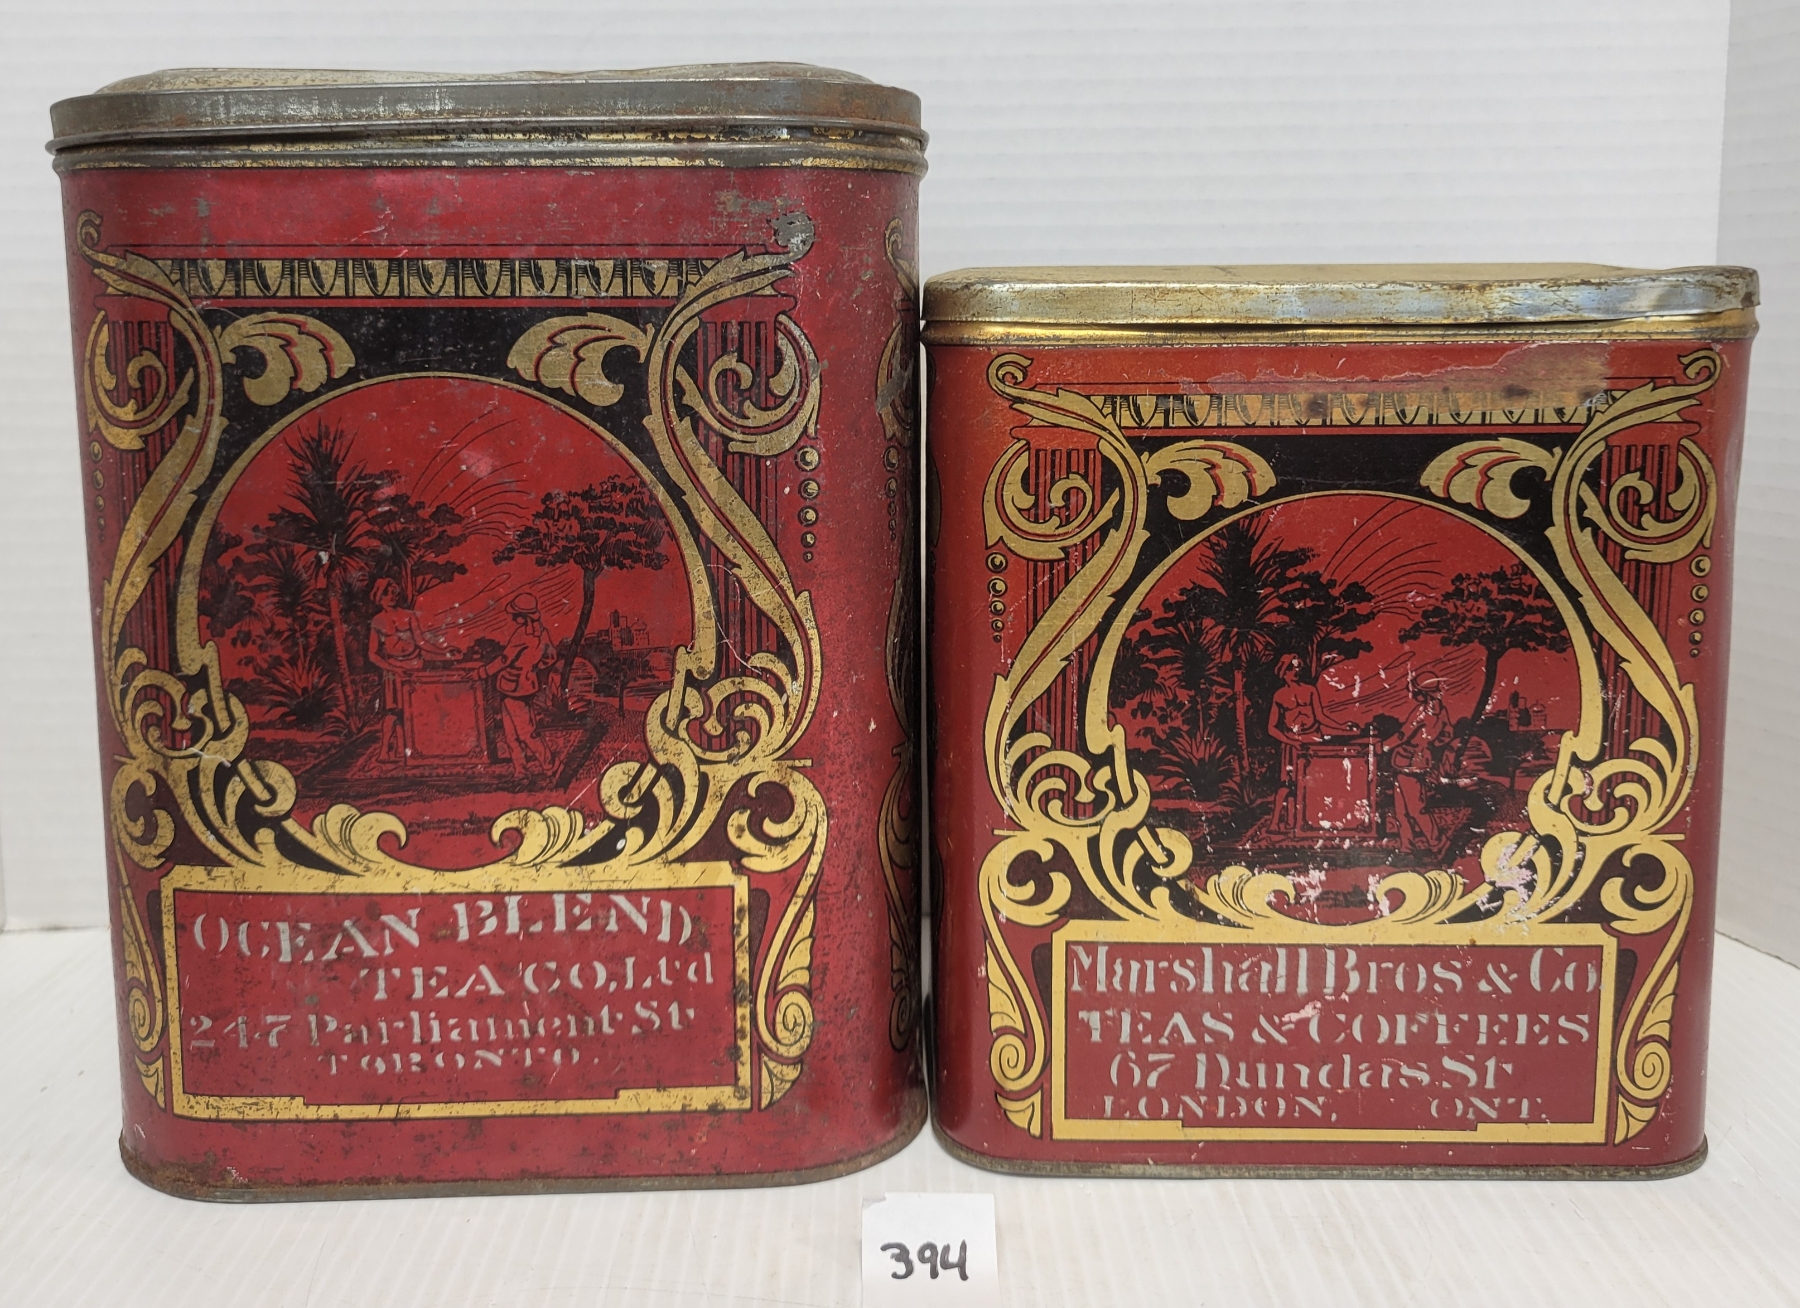 OCEAN BLEND
TEA CO, Ltd
247 Parliament St
TORONTO.
Marshall Bros & Co
TEAS & COFFEES
67 Dundas St
LONDON, ONT.
394